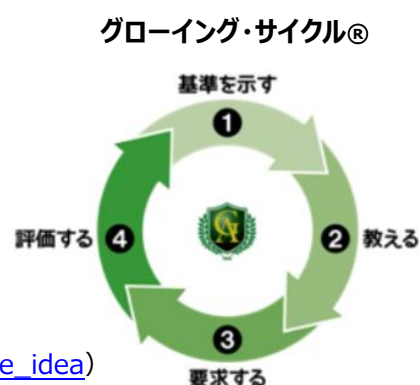 グローイング・サイクル®
基準を示す
❶
❷ 教える
❸
要求する
評価する ❹
e_idea)